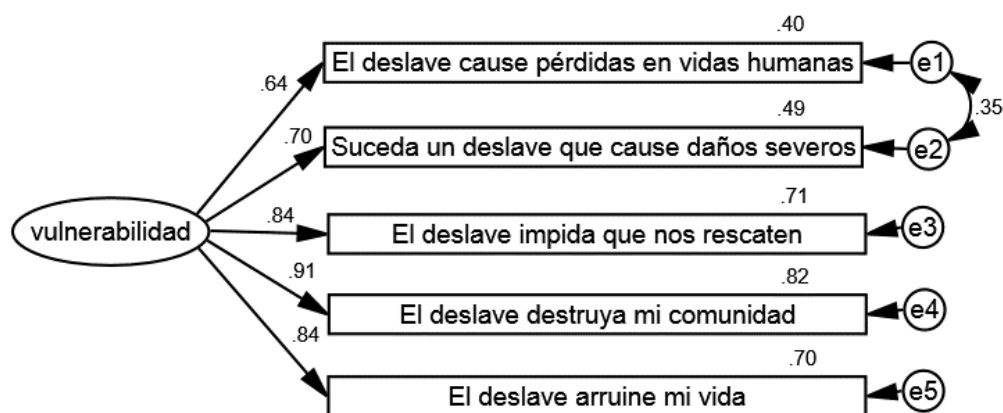 .40
El deslave cause pérdidas en vidas humanas
e1
.64
.35
.49
.70
Suceda un deslave que cause daños severos
e2
.71
.84
vulnerabilidad
El deslave impida que nos rescaten
e3
.91
.82
El deslave destruya mi comunidad
e4
.84
.70
El deslave arruine mi vida
e5